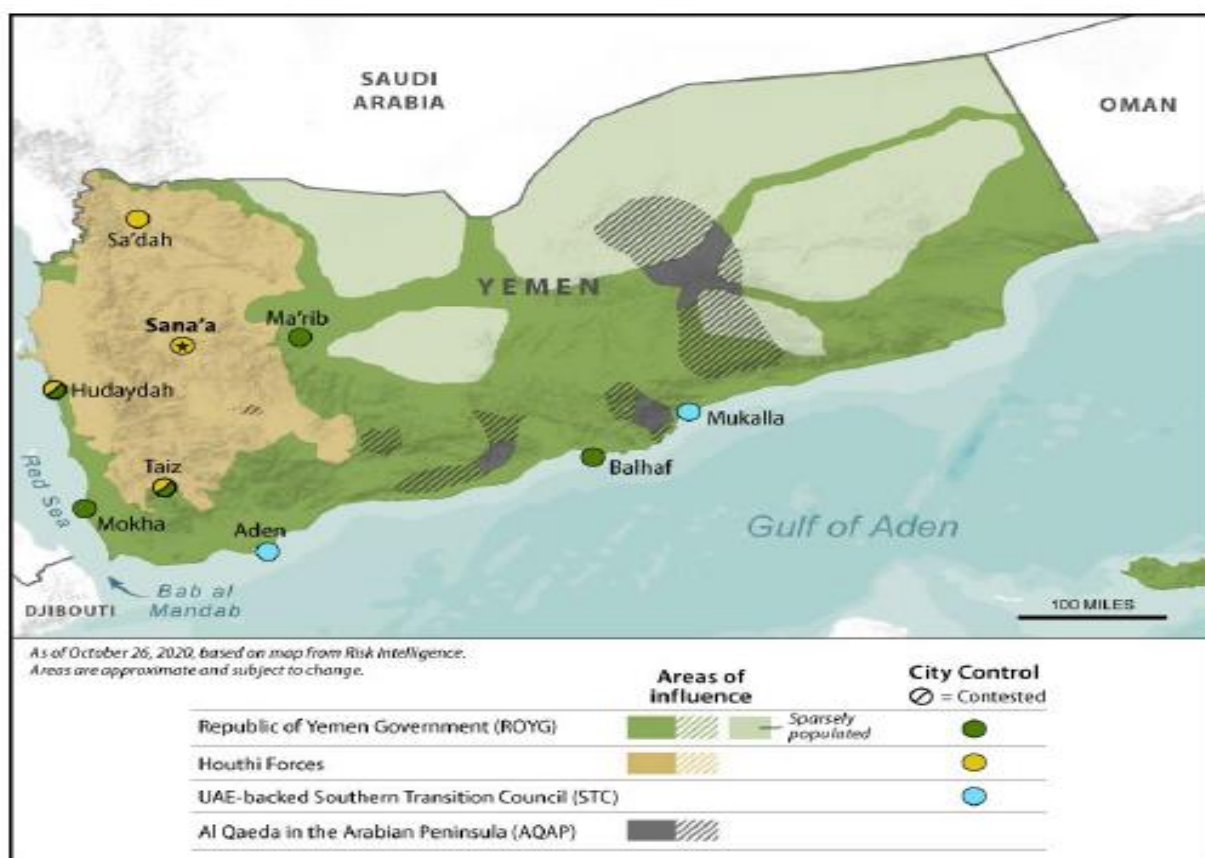 SAUDI
ARABIA
OMAN
Sa'dah
YEMEN
Sana'a
Ma'rib
Hudaydah
Mukalla
Taiz
Balhaf
Red Sea
Mokha
Aden
Gulf of Aden
Bab al
Mandab
DJIBOUTI
100 MILES
As of October 26, 2020, based on map from Risk Intelligence.
Areas are approximate and subject to change.
Areas of
influence
City Control
= Contested
Republic of Yemen Government (ROYG)
Sparsely
populated
Houthi Forces
UAE-backed Southern Transition Council (STC)
Al Qaeda in the Arabian Peninsula (AQAP)